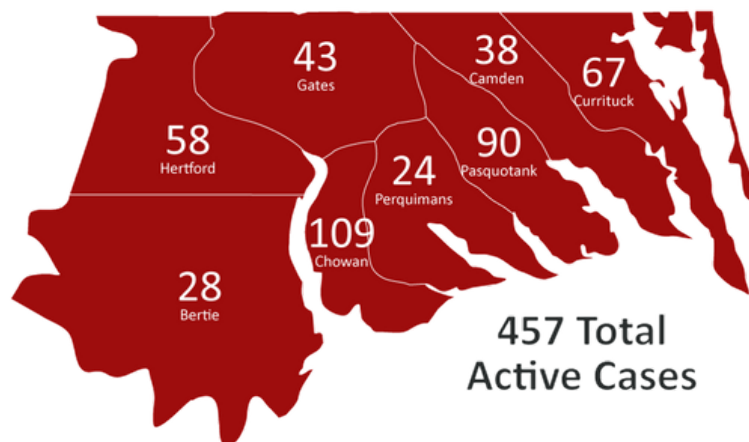 43
Gates
38
Camden
67
Currituck
58
Hertford
90
Pasquotank
24
Perquimans
109
Chowan
28
Bertie
457 Total
Active Cases